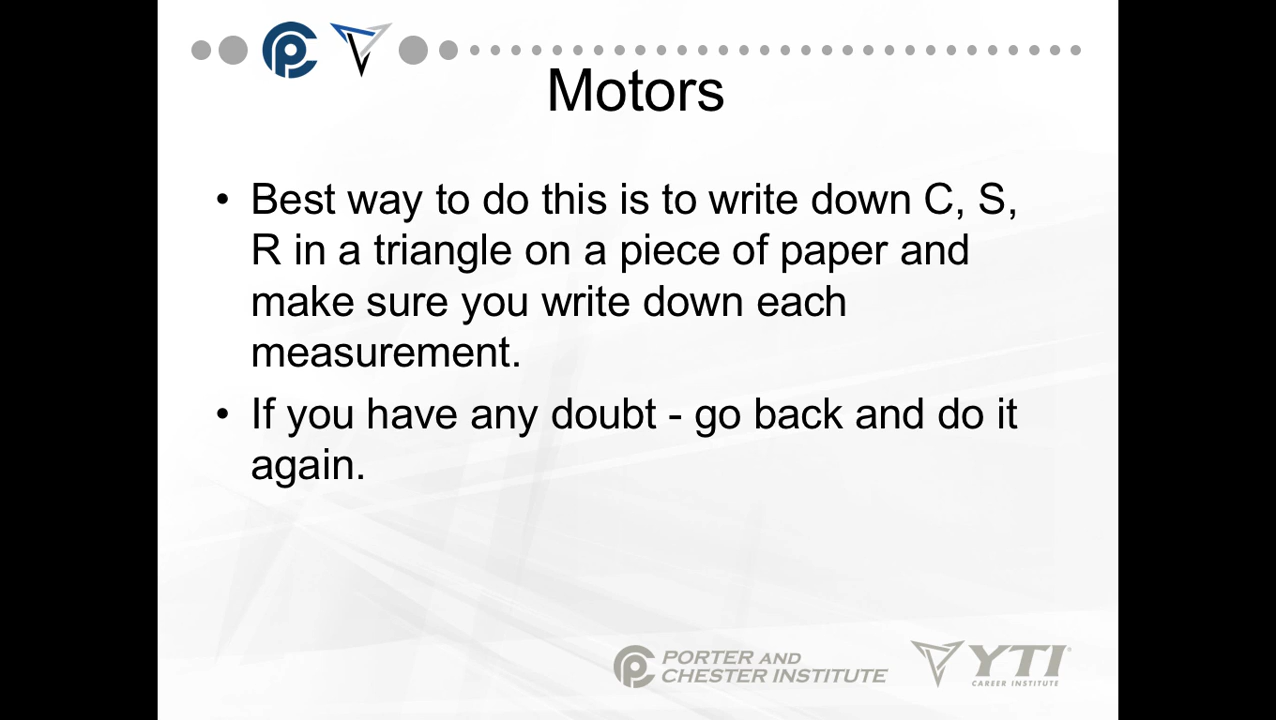 Motors
• Best way to do this is to write down C, S,
R in a triangle on a piece of paper and
make sure you write down each
measurement.
• If you have any doubt - go back and do it
again.
PORTER AND
CHESTER INSTITUTE
YTI
CAREER INSTITUTE